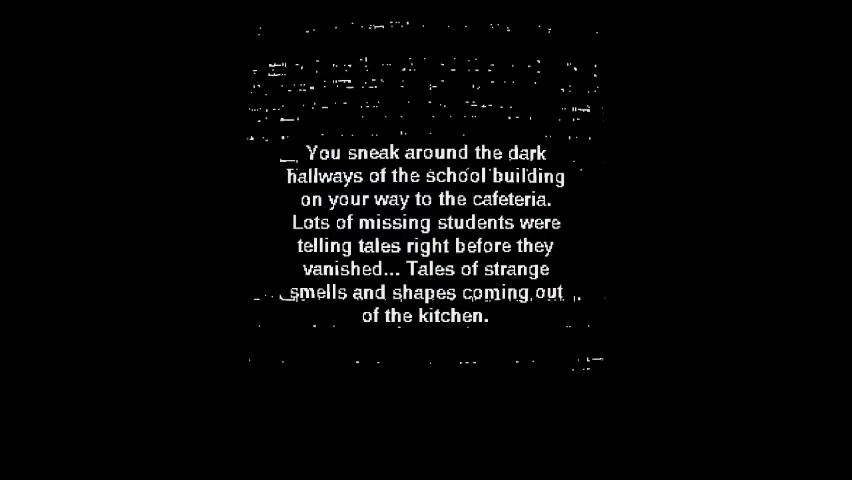 You sneak around the dark
hallways of the school building
on your way to the cafeteria.
Lots of missing students were
telling tales right before they
vanished... Tales of strange
smells and shapes coming out
of the kitchen.